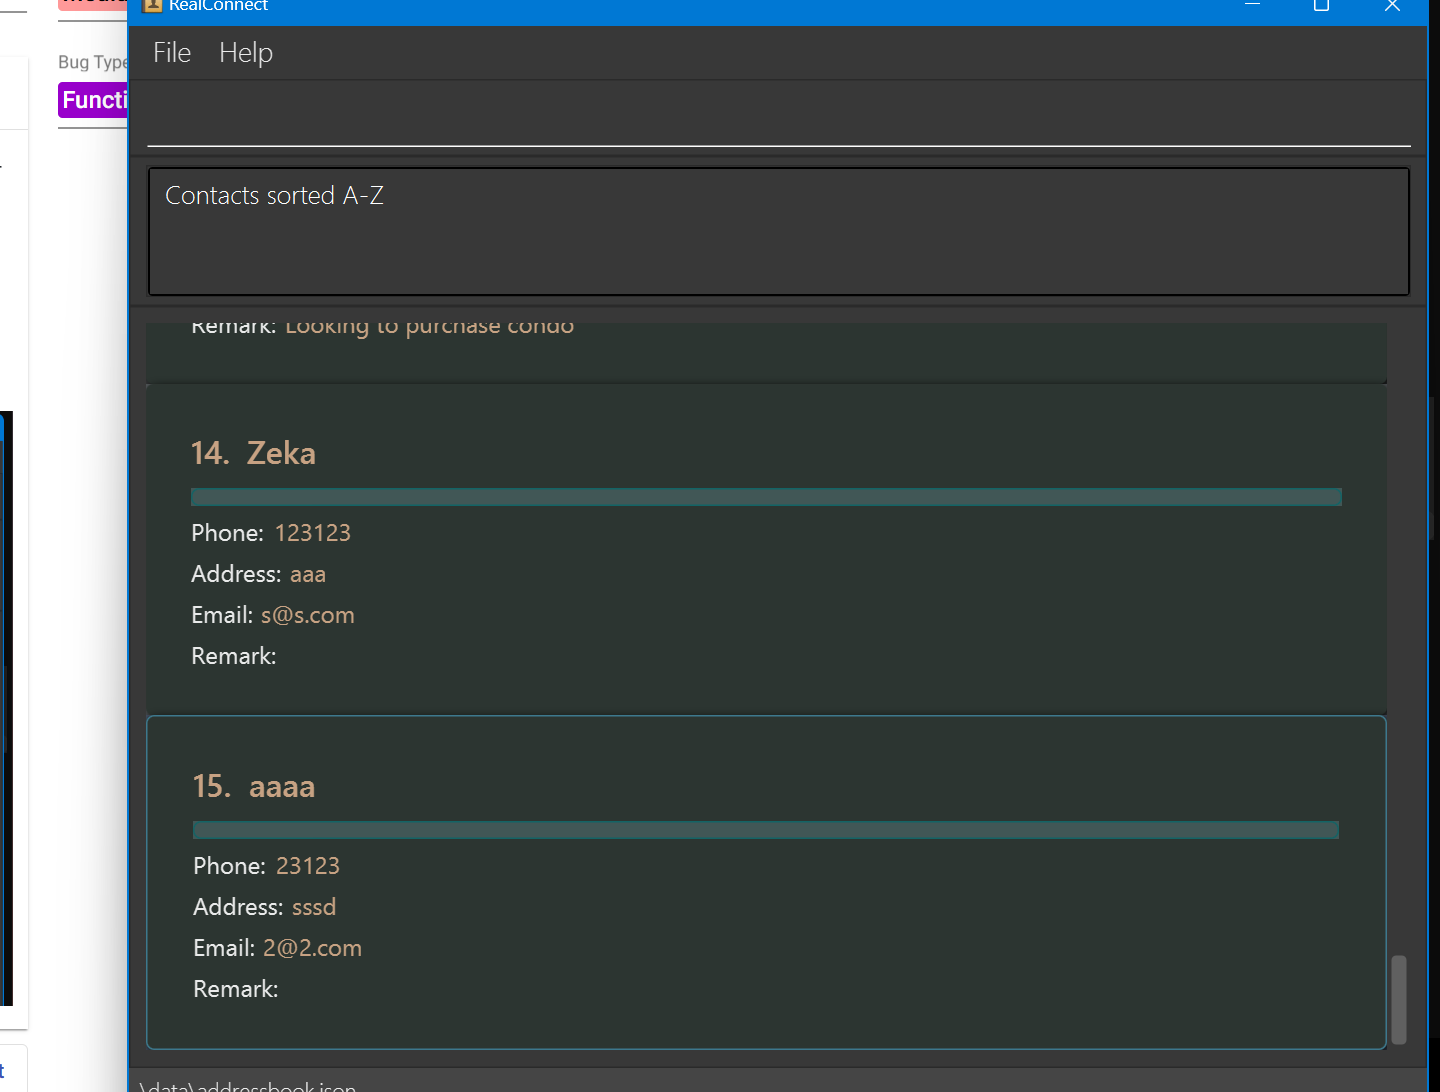 RealConnect
File Help
Bug Type
Functi
Contacts sorted A-Z
Remark: Looking to purchase condo
14. Zeka
Phone: 123123
Address: aaa
Email: s@s.com
Remark:
15. aaaa
Phone: 23123
Address: sssd
Email: 2@2.com
Remark:
t
\data\addressbook.json